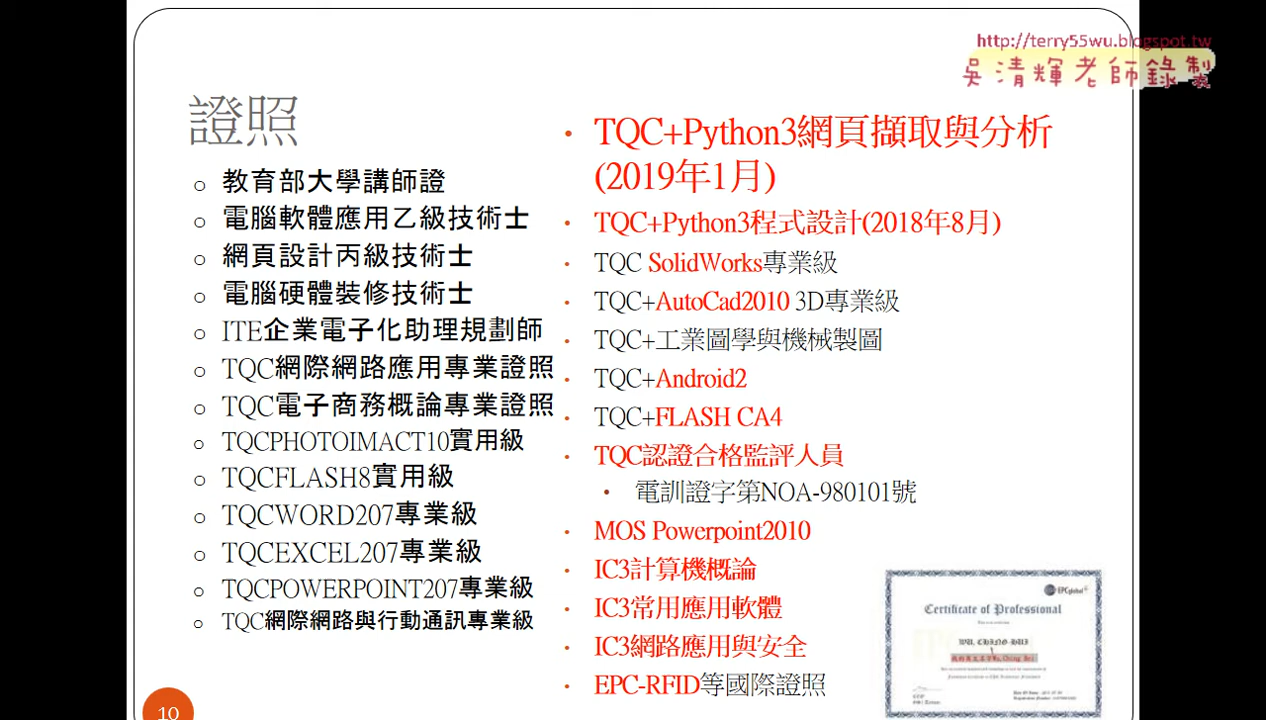 http://terry55wu.blogspot.tw
吳清輝老師錄製
證照
教育部大學講師證
電腦軟體應用乙級技術士
網頁設計丙級技術士
電腦硬體裝修技術士
ITE企業電子化助理規劃師
TQC網際網路應用專業證照
TQC電子商務概論專業證照
TQCPHOTOIMACT10實用級
TQCFLASH8實用級
TQCWORD207專業級
TQCEXCEL207專業級
TQCPOWERPOINT207專業級
TQC網際網路與行動通訊專業級
TQC+Python3網頁擷取與分析
(2019年1月)
TQC+Python3程式設計(2018年8月)
TQC SolidWorks專業級
TQC+AutoCad2010 3D專業級
TQC+工業圖學與機械製圖
TQC+Android2
TQC+FLASH CA4
TQC認證合格監評人員
電訓證字第NOA-980101號
MOS Powerpoint2010
IC3計算機概論
IC3常用應用軟體
IC3網路應用與安全
EPC-RFID等國際證照
EPCglobal
Certificate of Professional
WU, CHING-HUI
10